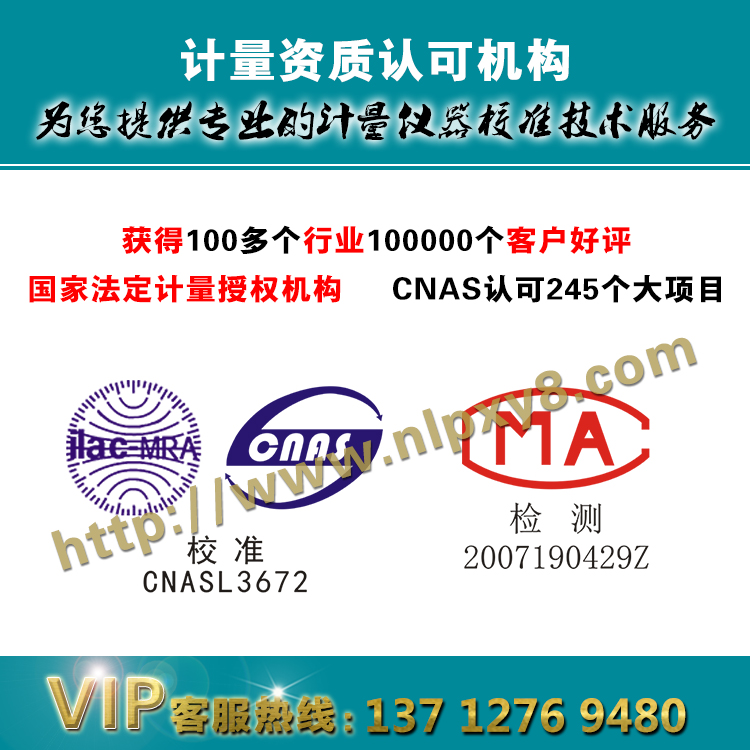 计量资质认可机构
为您提供专业的计量仪器校准技术服务
获得100多个行业100000个客户好评
国家法定计量授权机构 CNAS认可245个大项目
ilac-MRA CNAS CMA
http://www.nlpxy8.com
校准
CNASL3672
检测
2007190429Z
VIP客服热线:137 1276 9480